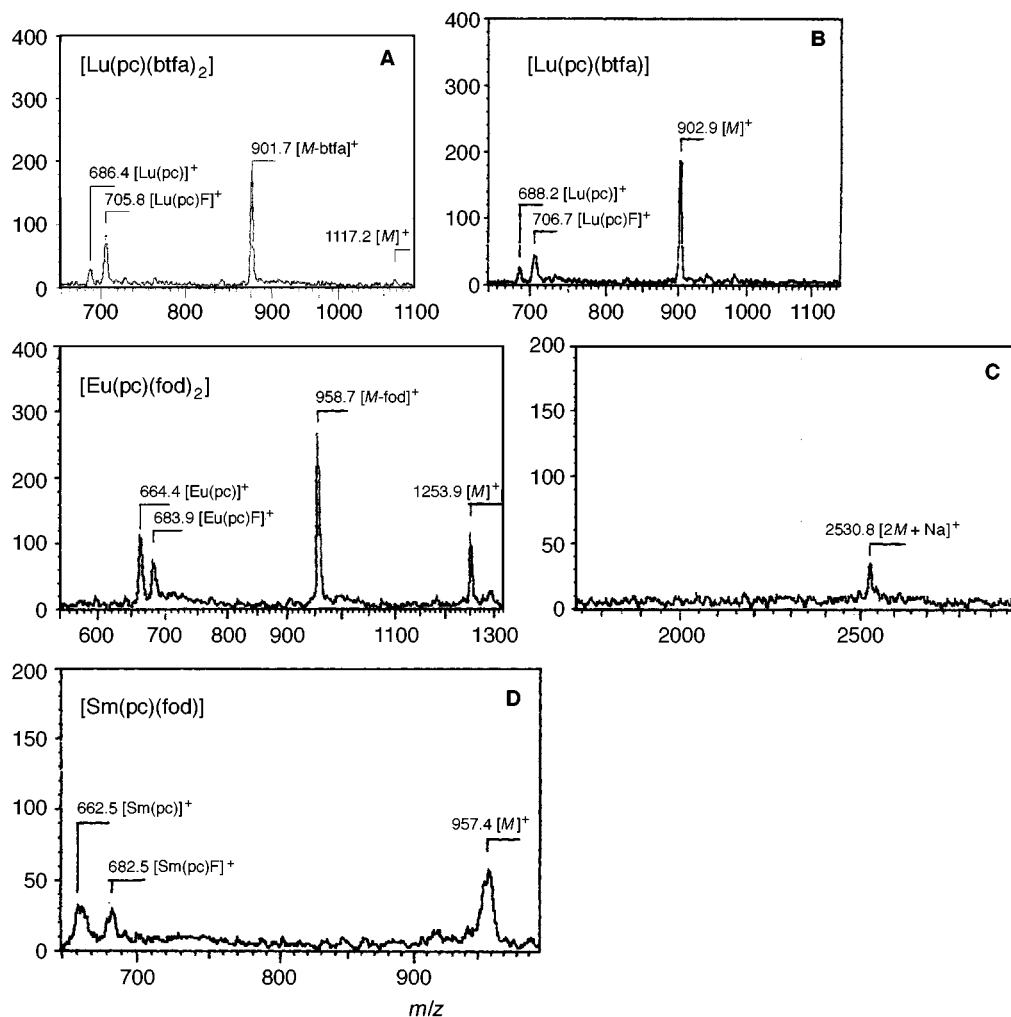 400
300
200
100
0
[Lu(pc)(btfa)₂]
A
686.4 [Lu(pc)]⁺
705.8 [Lu(pc)F]⁺
901.7 [M-btfa]⁺
1117.2 [M]⁺
700 800 900 1000 1100
400
300
200
100
0
[Lu(pc)(btfa)]
B
688.2 [Lu(pc)]⁺
706.7 [Lu(pc)F]⁺
902.9 [M]⁺
700 800 900 1000 1100
400
300
200
100
0
[Eu(pc)(fod)₂]
664.4 [Eu(pc)]⁺
683.9 [Eu(pc)F]⁺
958.7 [M-fod]⁺
1253.9 [M]⁺
600 700 800 900 1100 1300
200
150
100
50
0
C
2530.8 [2M + Na]⁺
2000 2500
200
150
100
50
0
[Sm(pc)(fod)]
D
662.5 [Sm(pc)]⁺
682.5 [Sm(pc)F]⁺
957.4 [M]⁺
700 800 900
m/z